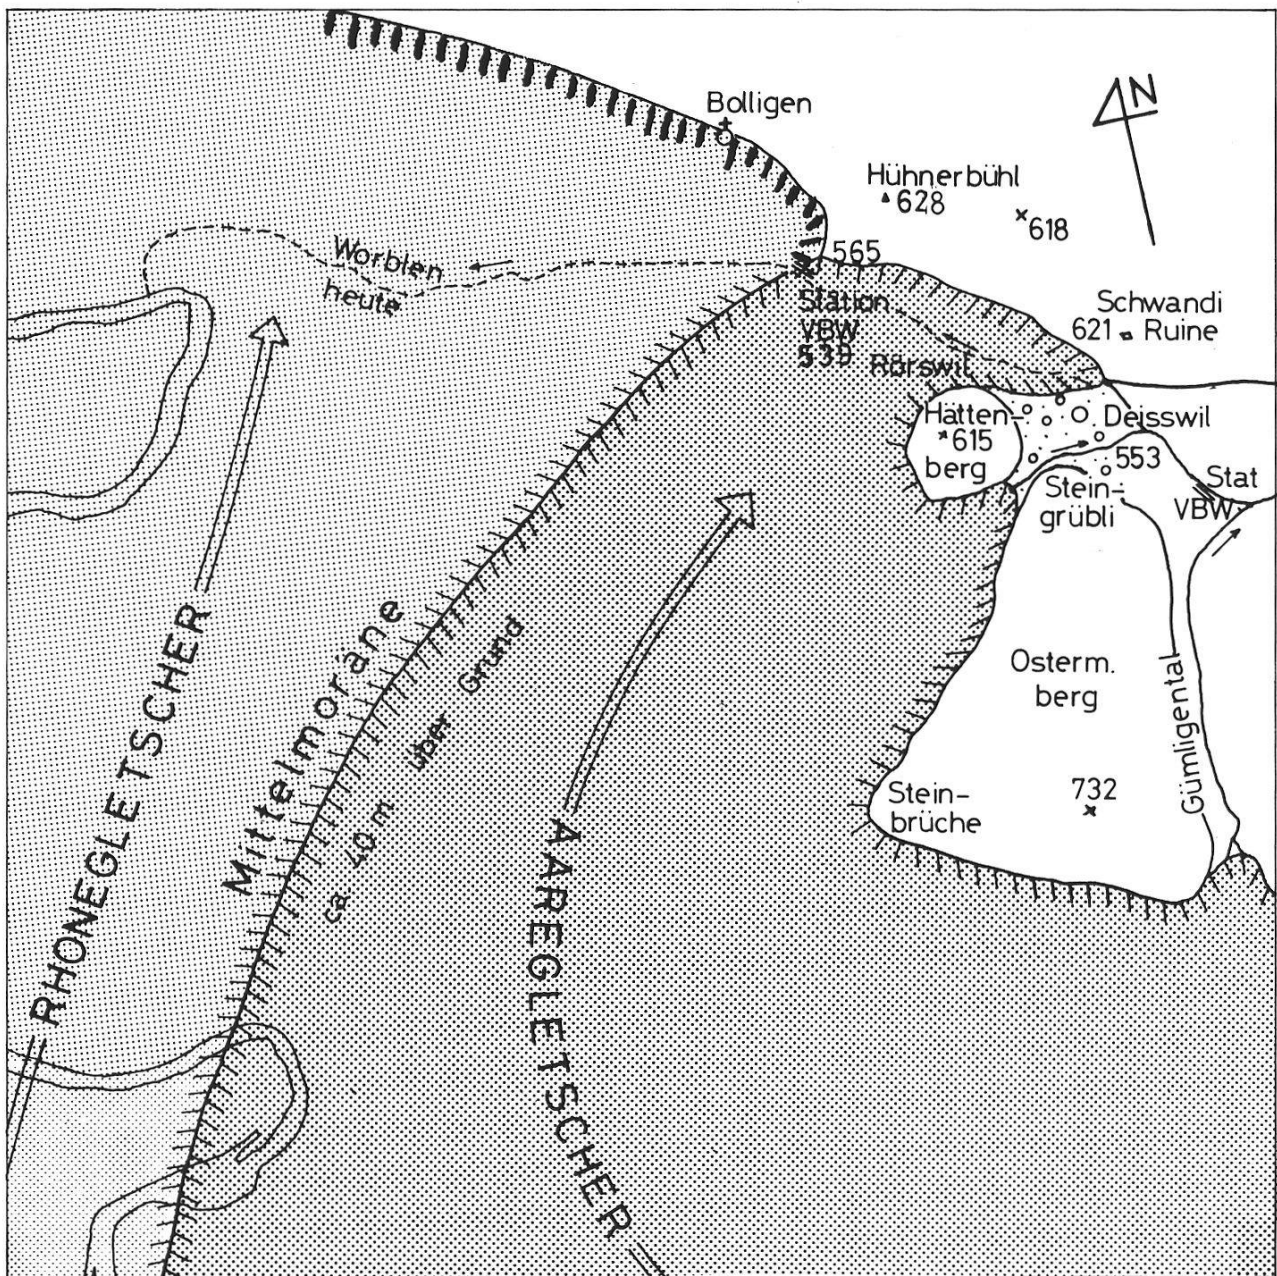 Bolligen
N
Hühnerbühl
628
618
Worblen
heute
565
Station
VBW
539
Schwandi
621 Ruine
Rörswil
Hätten-
615
berg
Deisswil
553
Stein-
grübli
Stat
VBW
RHONEGLETSCHER
Mittelmoräne
ca. 40 m über Grund
AAREGLETSCHER
Osterm.
berg
Gümligental
732
Stein-
brüche